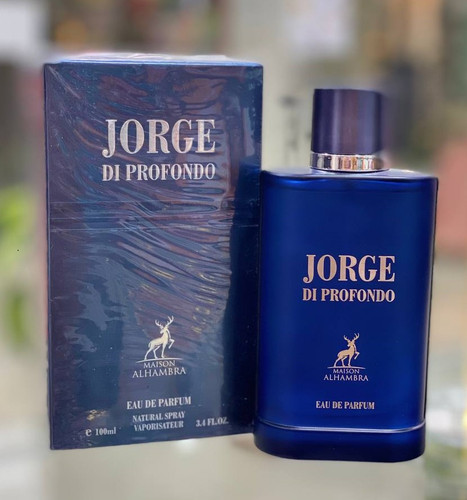 JORGE
DI PROFONDO
MAISON
ALHAMBRA
EAU DE PARFUM
NATURAL SPRAY
VAPORISATEUR
e 100ml
3.4 FL.OZ.
JORGE
DI PROFONDO
MAISON
ALHAMBRA
EAU DE PARFUM